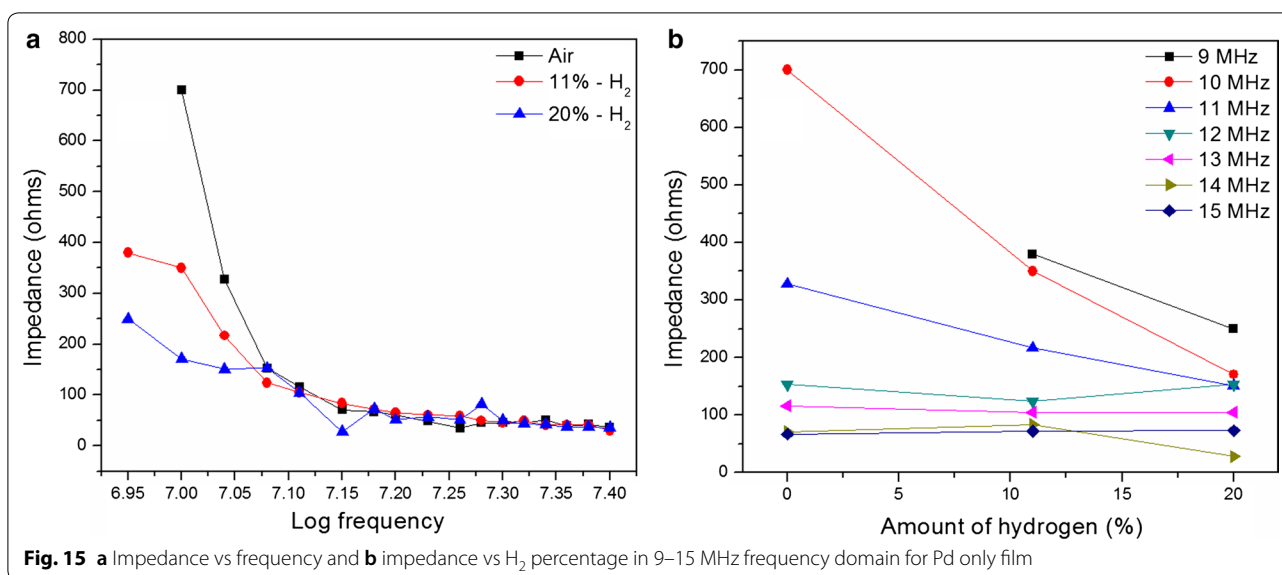 a
800
700
600
500
400
300
200
100
0
Impedance (ohms)
Air
11% - H₂
20% - H₂
6.95 7.00 7.05 7.10 7.15 7.20 7.25 7.30 7.35 7.40
Log frequency
b
700
600
500
400
300
200
100
0
Impedance (ohms)
9 MHz
10 MHz
11 MHz
12 MHz
13 MHz
14 MHz
15 MHz
0 5 10 15 20
Amount of hydrogen (%)
Fig. 15 a Impedance vs frequency and b impedance vs H₂ percentage in 9–15 MHz frequency domain for Pd only film